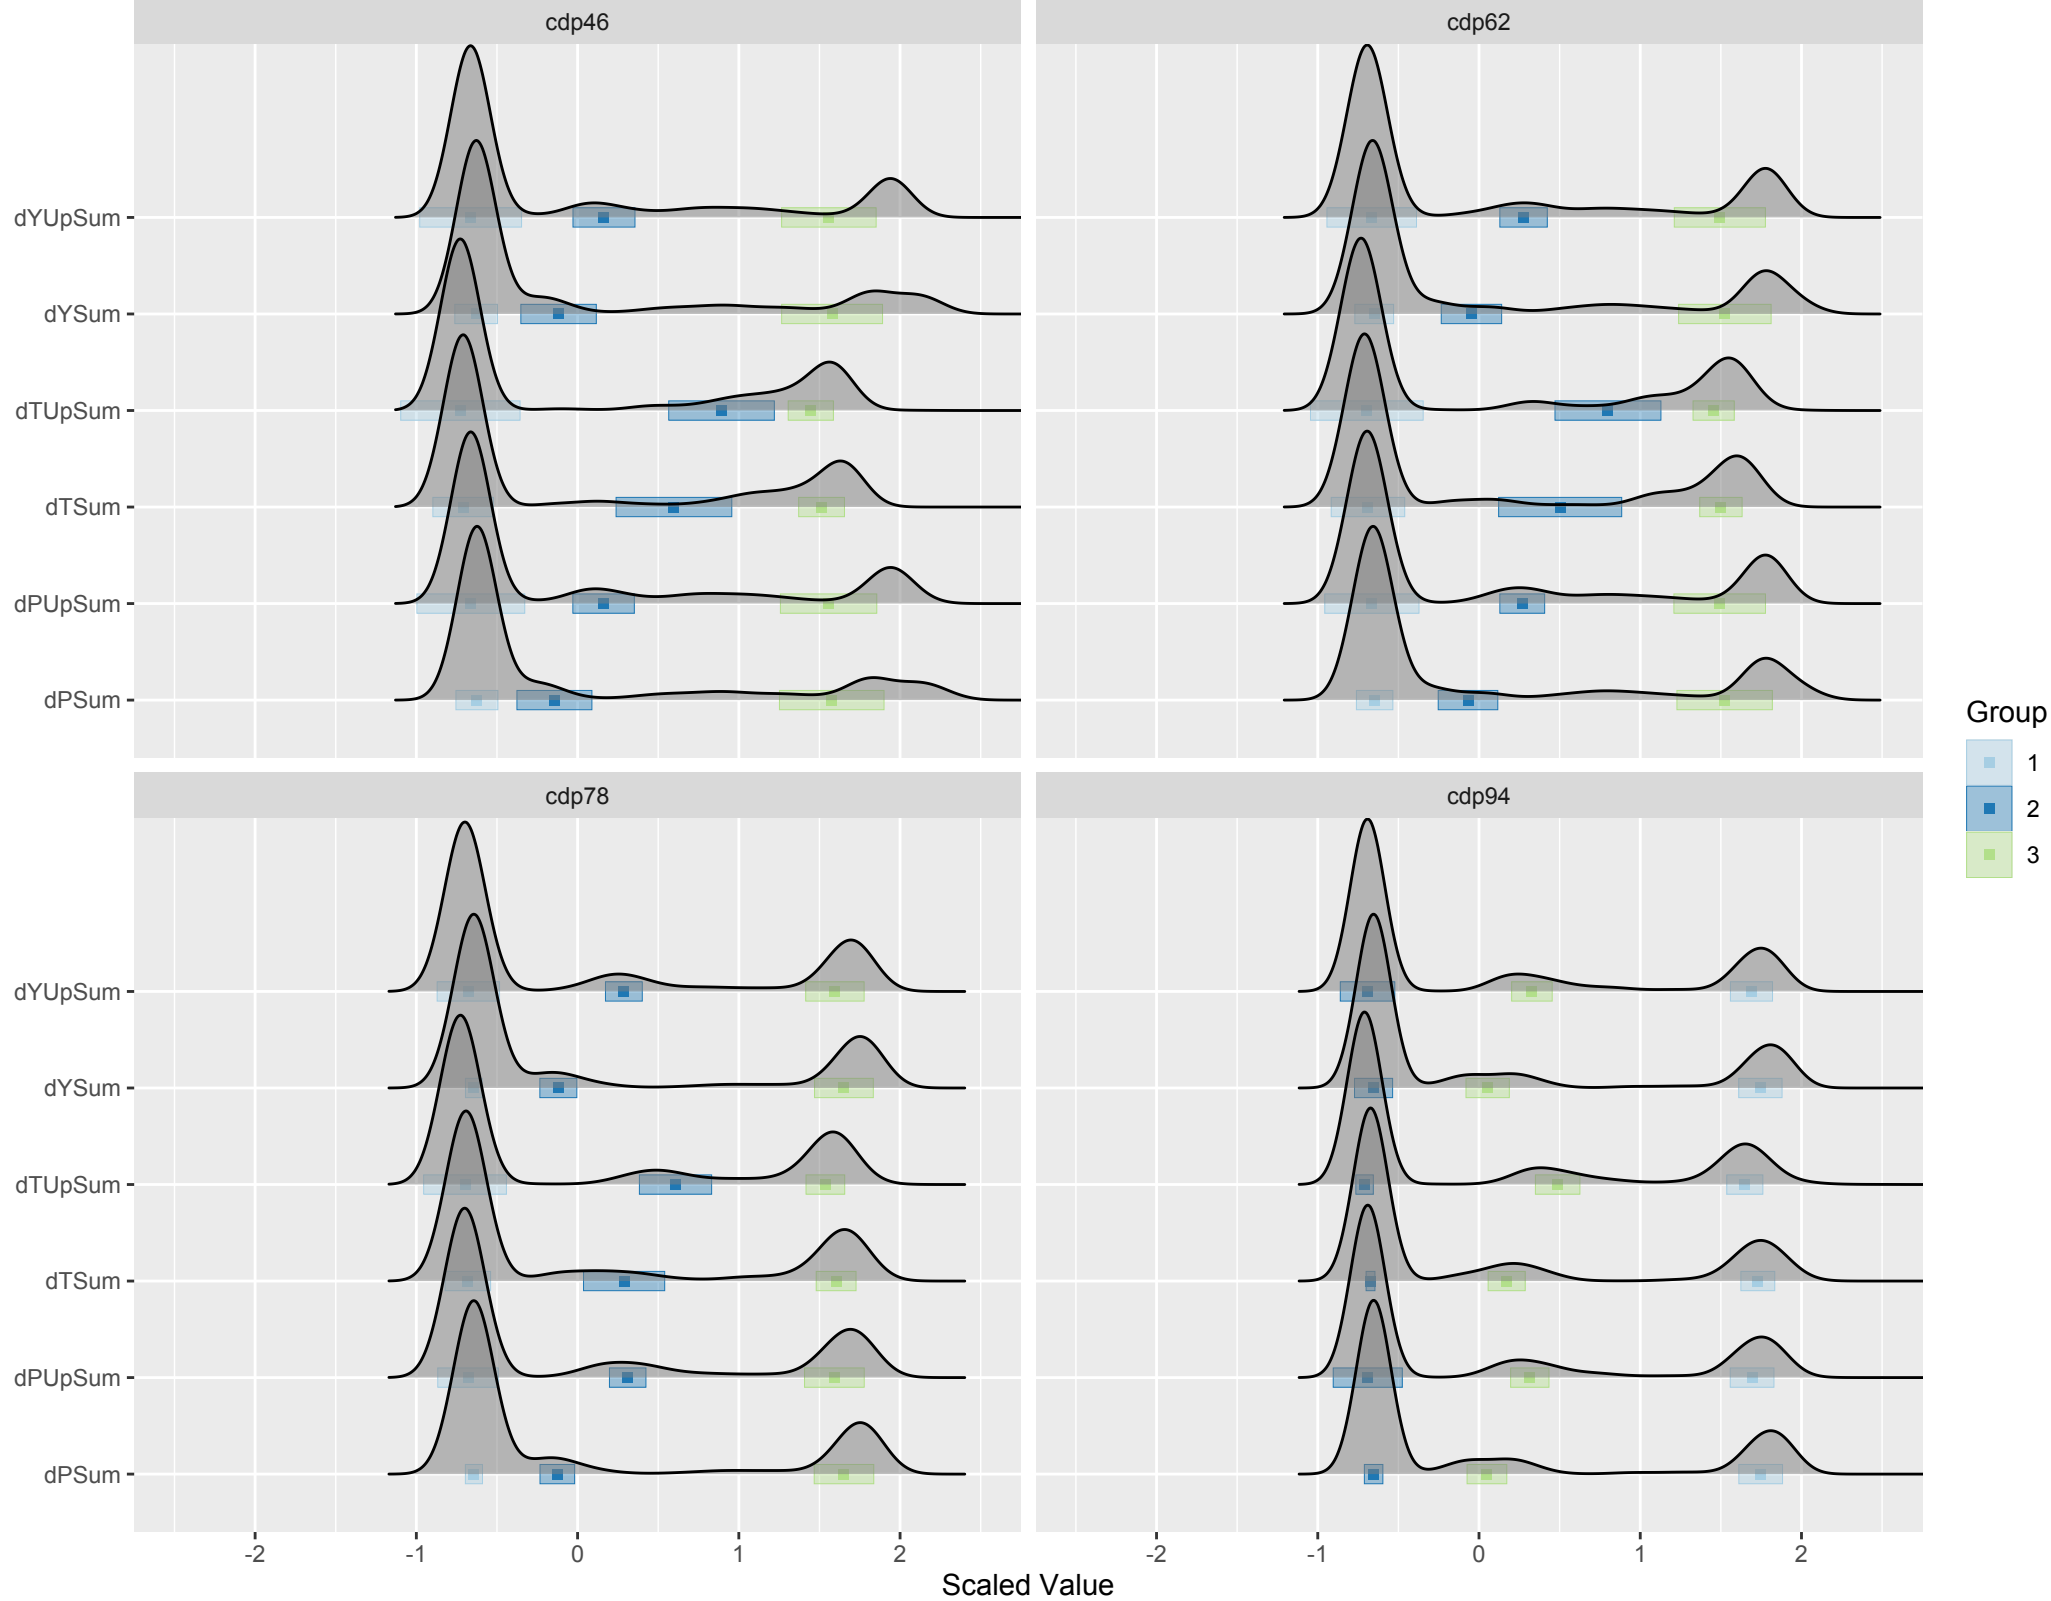 cdp46 cdp62
dYUpSum
dYSum
dTUpSum
dTSum
dPUpSum
dPSum
cdp78 cdp94
dYUpSum
dYSum
dTUpSum
dTSum
dPUpSum
dPSum
-2 -1 0 1 2 -2 -1 0 1 2
Scaled Value
Group
1
2
3